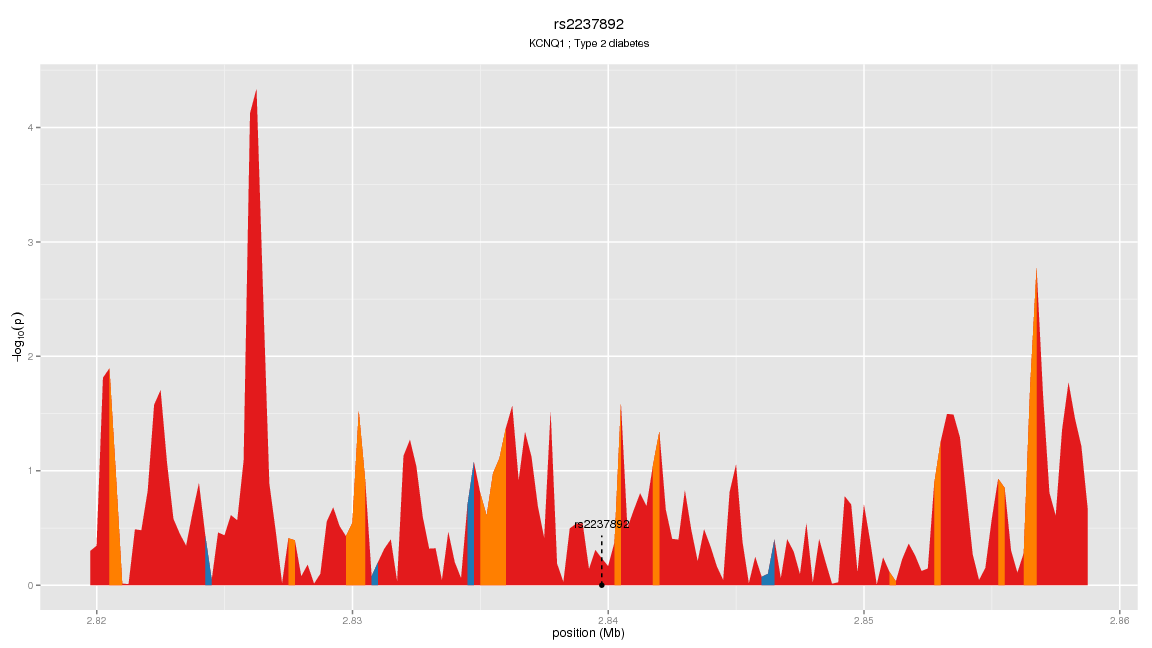 rs2237892
KCNQ1 ; Type 2 diabetes
−log10(p)
4
3
2
1
0
rs2237892
2.82
2.83
2.84
2.85
2.86
position (Mb)